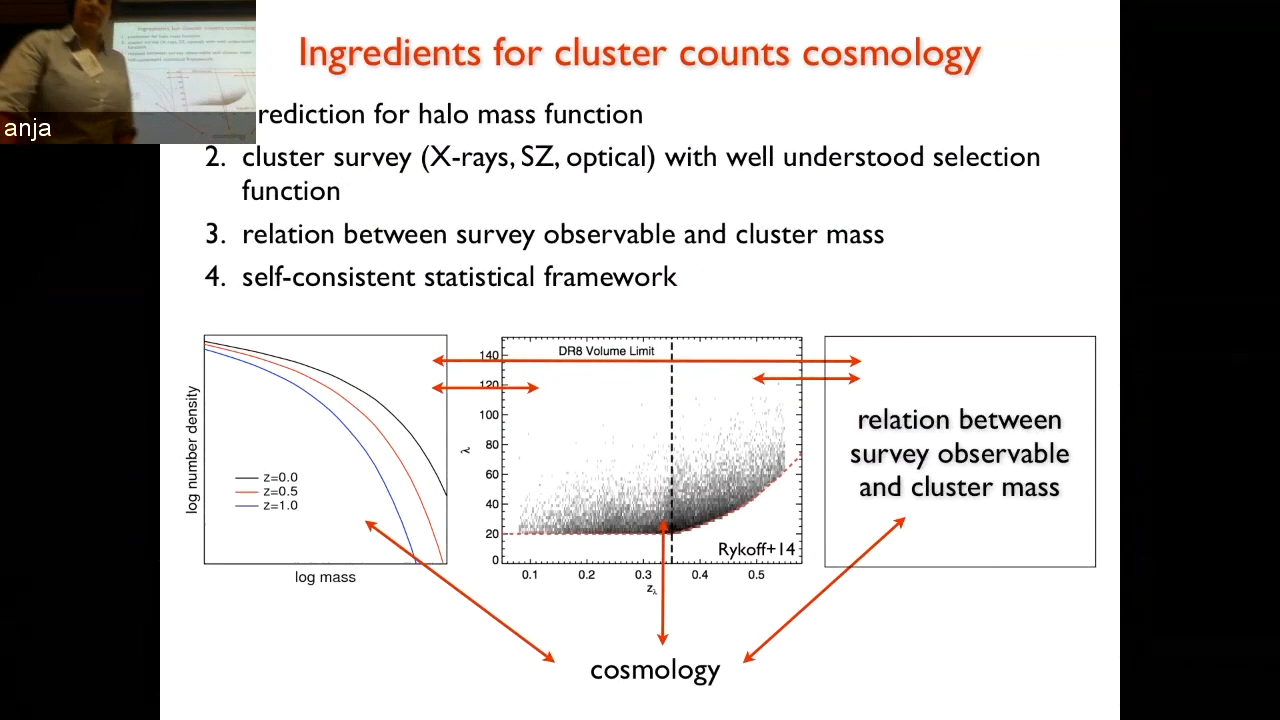 Ingredients for cluster counts cosmology
anja
rediction for halo mass function
2. cluster survey (X-rays, SZ, optical) with well understood selection
function
3. relation between survey observable and cluster mass
4. self-consistent statistical framework
log number density
z=0.0
z=0.5
z=1.0
log mass
DR8 Volume Limit
140
120
100
80
60
40
20
0
λ
Rykoff+14
0.1 0.2 0.3 0.4 0.5
zλ
relation between
survey observable
and cluster mass
cosmology